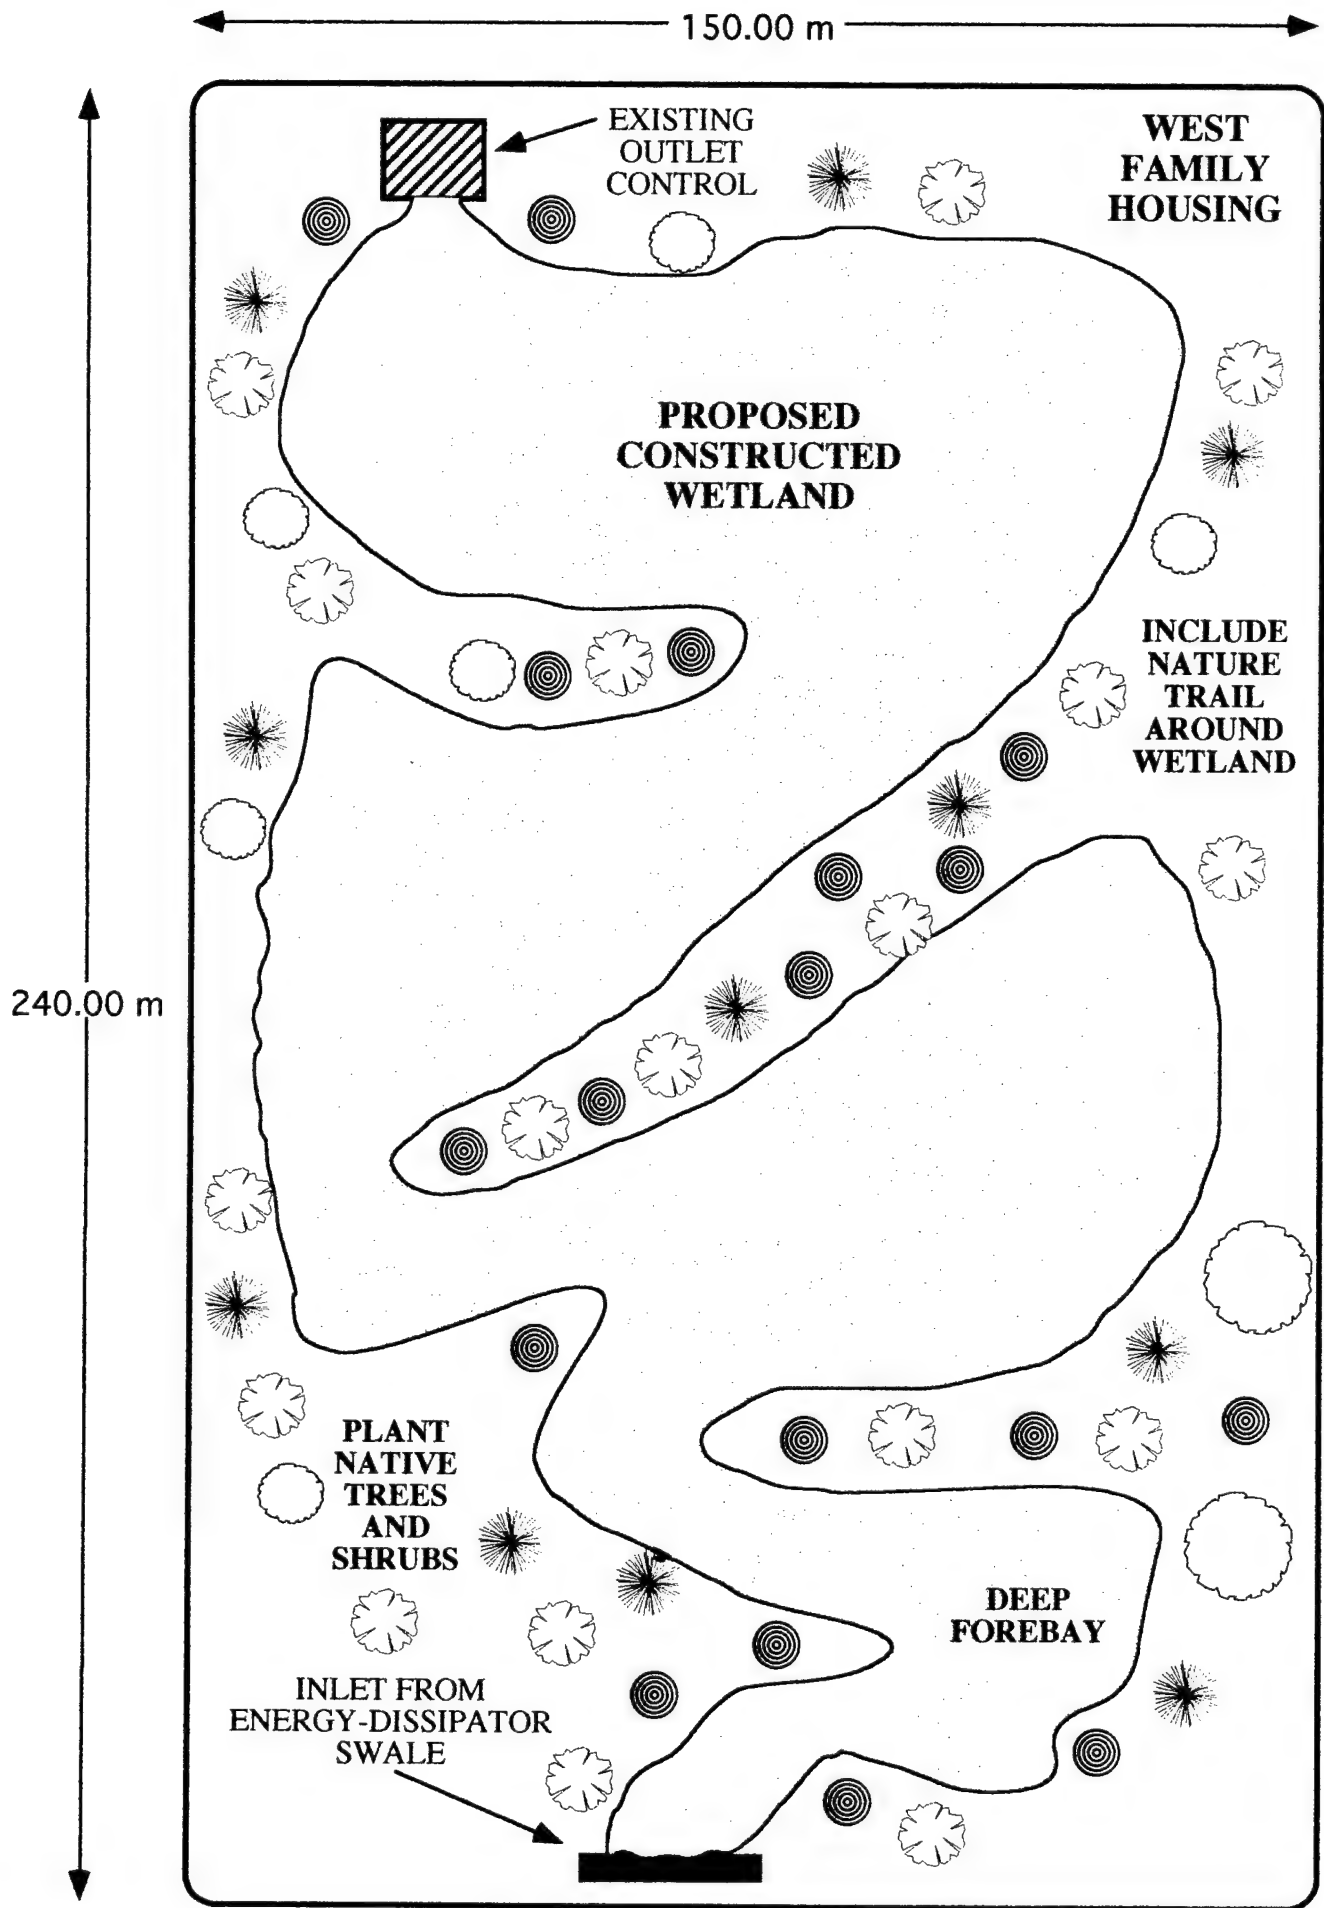 150.00 m
EXISTING
OUTLET
CONTROL
WEST
FAMILY
HOUSING
PROPOSED
CONSTRUCTED
WETLAND
INCLUDE
NATURE
TRAIL
AROUND
WETLAND
240.00 m
PLANT
NATIVE
TREES
AND
SHRUBS
DEEP
FOREBAY
INLET FROM
ENERGY-DISSIPATOR
SWALE